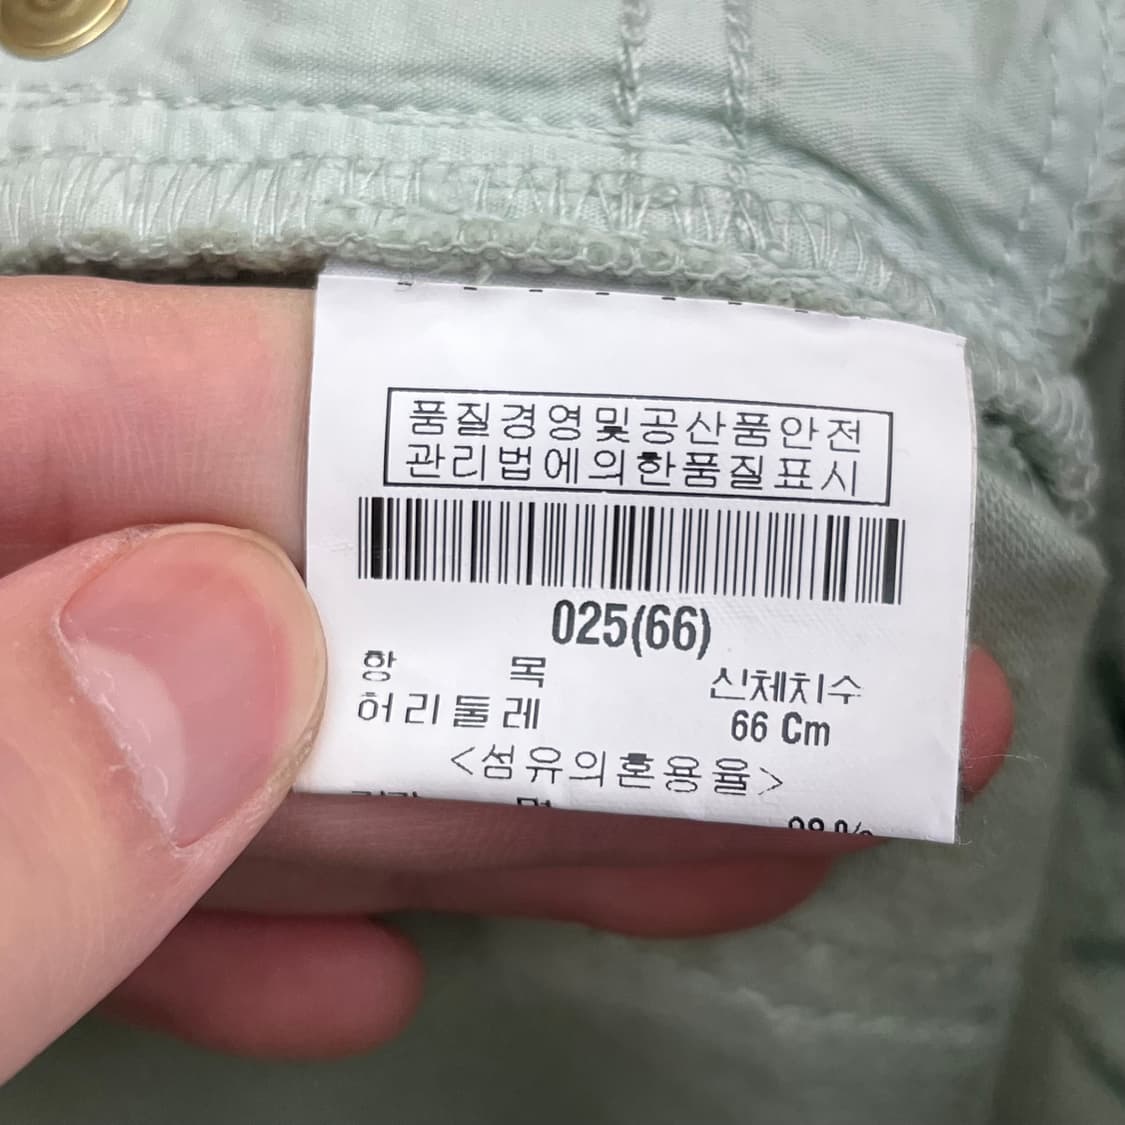 품질경영및공산품안전
관리법에의한품질표시
025(66)
항 목 신체치수
허리둘레 66 Cm
<섬유의혼용율>